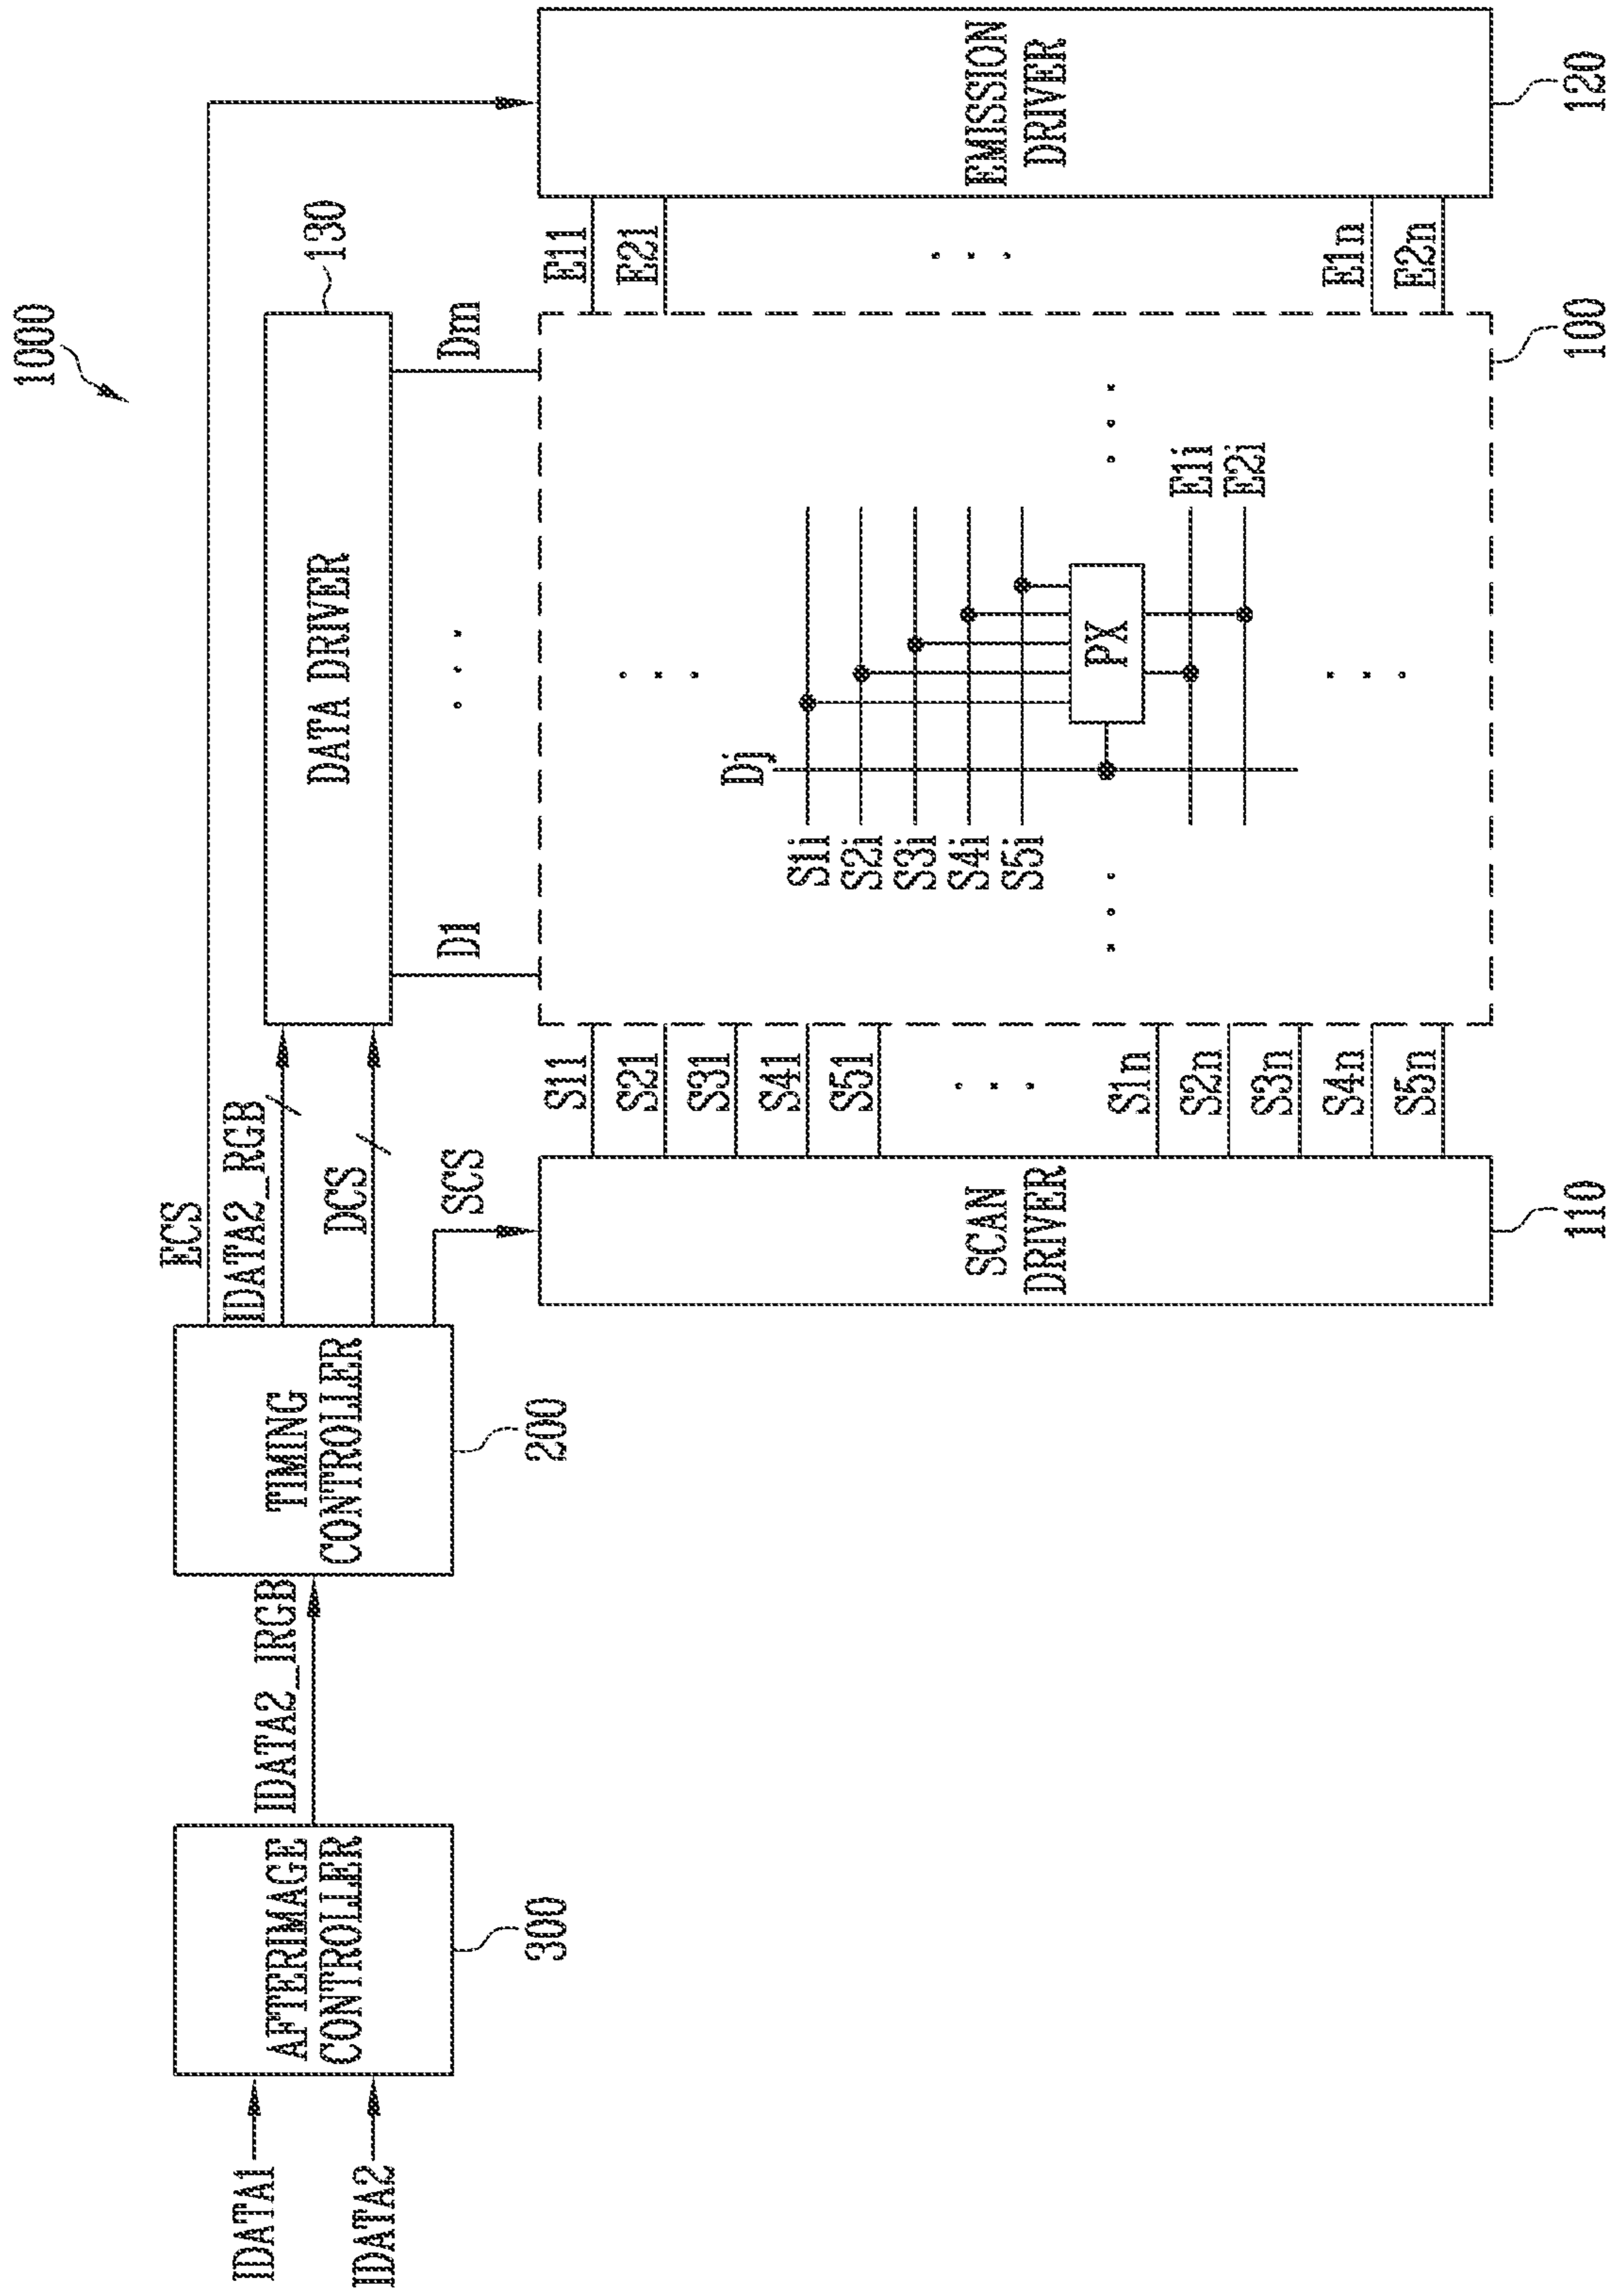 1000
IDATA1
IDATA2
AFTERIMAGE
CONTROLLER
300
IDATA2_IRGB
TIMING
CONTROLLER
200
ECS
IDATA2_RGB
DCS
SCS
DATA DRIVER
130
D1
Dm
SCAN
DRIVER
110
S11
S21
S31
S41
S51
S1n
S2n
S3n
S4n
S5n
Dj
S1i
S2i
S3i
S4i
S5i
PX
E1i
E2i
100
E11
E21
E1n
E2n
EMISSION
DRIVER
120